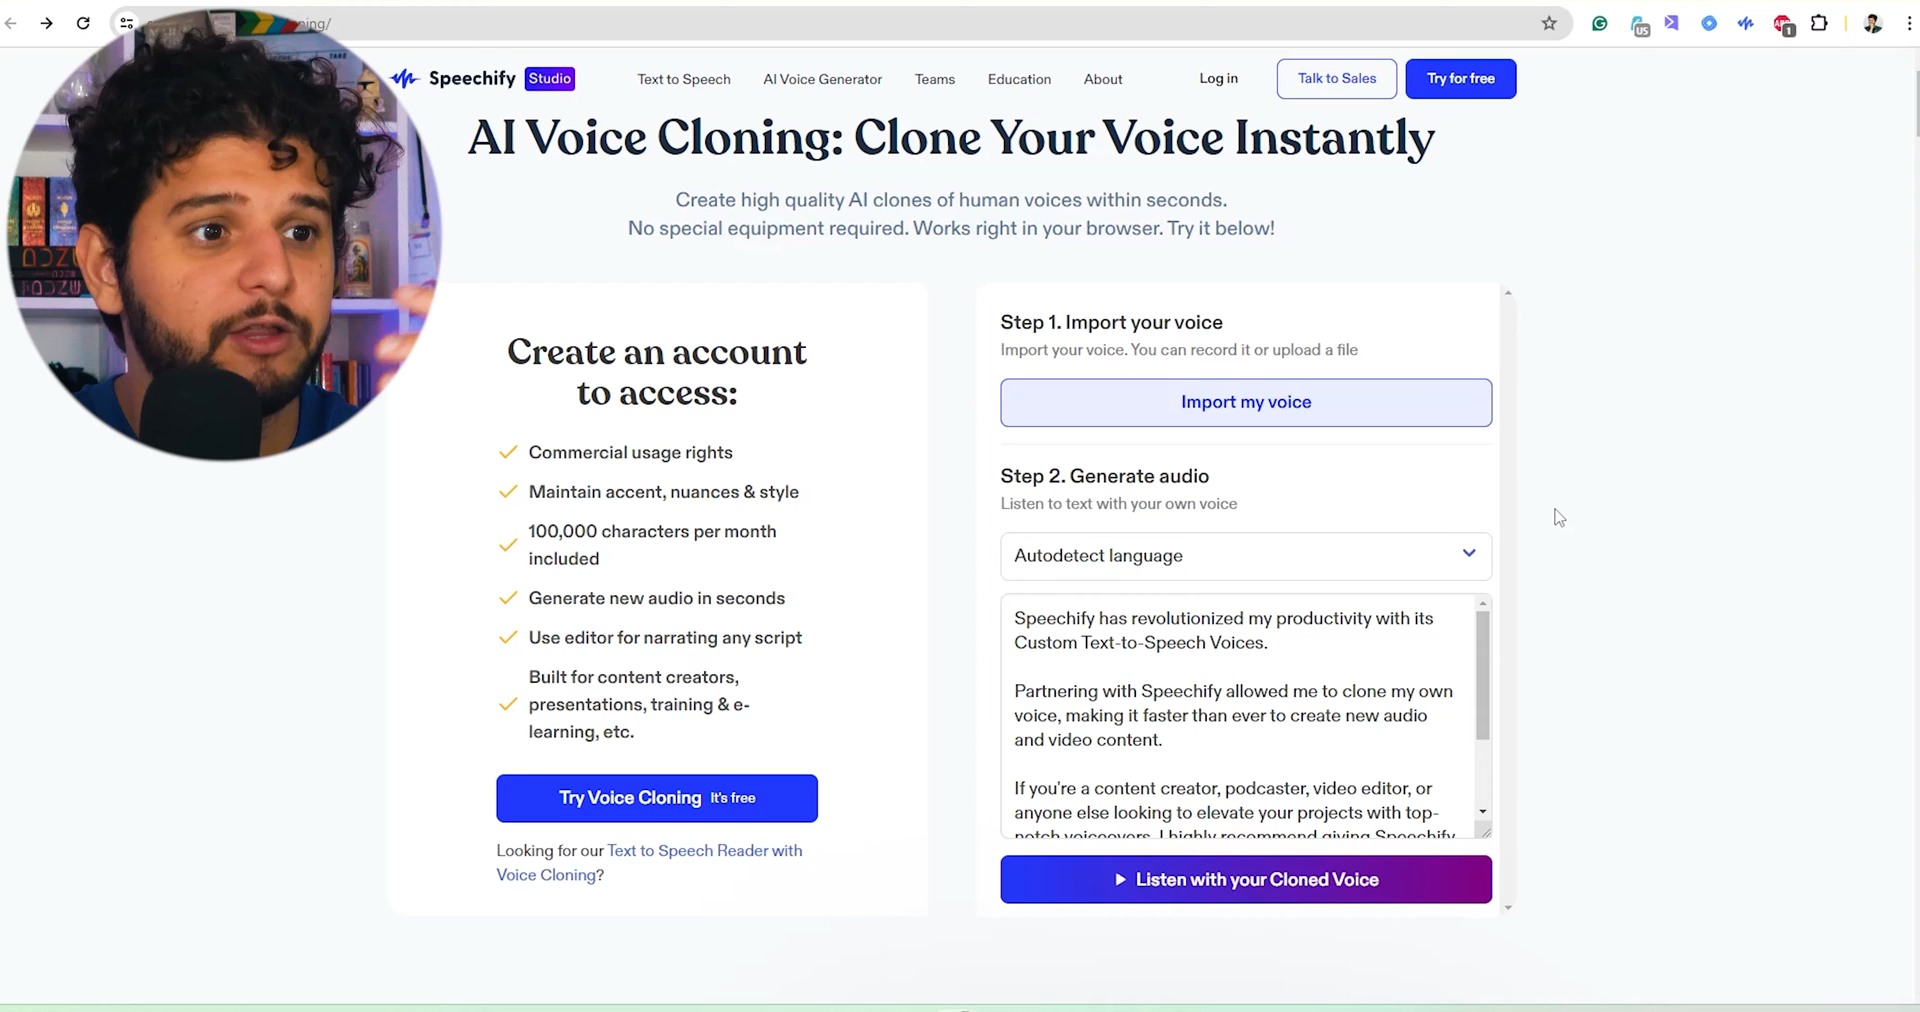 ning/
US
1
Speechify Studio
Text to Speech
AI Voice Generator
Teams
Education
About
Log in
Talk to Sales
Try for free
AI Voice Cloning: Clone Your Voice Instantly
Create high quality AI clones of human voices within seconds.
No special equipment required. Works right in your browser. Try it below!
Create an account
to access:
Commercial usage rights
Maintain accent, nuances & style
100,000 characters per month
included
Generate new audio in seconds
Use editor for narrating any script
Built for content creators,
presentations, training & e-
learning, etc.
Try Voice Cloning It's free
Looking for our Text to Speech Reader with
Voice Cloning?
Step 1. Import your voice
Import your voice. You can record it or upload a file
Import my voice
Step 2. Generate audio
Listen to text with your own voice
Autodetect language
Speechify has revolutionized my productivity with its
Custom Text-to-Speech Voices.
Partnering with Speechify allowed me to clone my own
voice, making it faster than ever to create new audio
and video content.
If you're a content creator, podcaster, video editor, or
anyone else looking to elevate your projects with top-
notch voiceovers, I highly recommend giving Speechify
Listen with your Cloned Voice